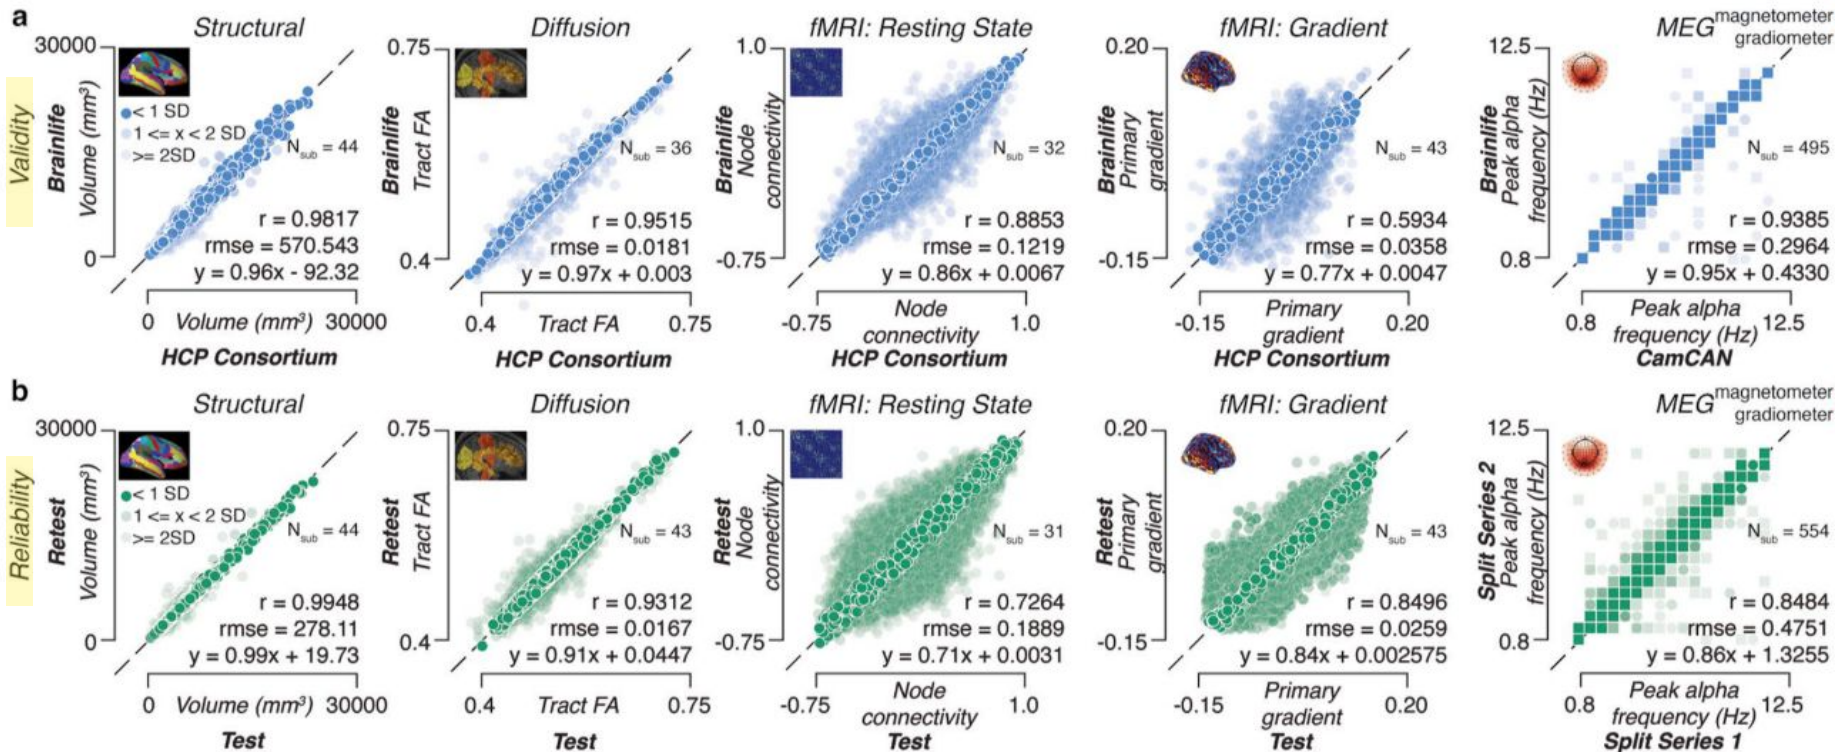 a
Structural
Diffusion
fMRI: Resting State
fMRI: Gradient
MEG magnetometer
gradiometer
Validity
Brainlife
Volume (mm³)
30000
0
< 1 SD
1 <= x < 2 SD
>= 2SD
Nsub = 44
r = 0.9817
rmse = 570.543
y = 0.96x - 92.32
0 Volume (mm³) 30000
HCP Consortium
Brainlife
Tract FA
0.75
0.4
Nsub = 36
r = 0.9515
rmse = 0.0181
y = 0.97x + 0.003
0.4 Tract FA 0.75
HCP Consortium
Brainlife
Node
connectivity
1.0
-0.75
Nsub = 32
r = 0.8853
rmse = 0.1219
y = 0.86x + 0.0067
-0.75 Node 1.0
connectivity
HCP Consortium
Brainlife
Primary
gradient
0.20
-0.15
Nsub = 43
r = 0.5934
rmse = 0.0358
y = 0.77x + 0.0047
-0.15 Primary 0.20
gradient
HCP Consortium
Brainlife
Peak alpha
frequency (Hz)
12.5
0.8
Nsub = 495
r = 0.9385
rmse = 0.2964
y = 0.95x + 0.4330
0.8 Peak alpha 12.5
frequency (Hz)
CamCAN
b
Structural
Diffusion
fMRI: Resting State
fMRI: Gradient
MEG magnetometer
gradiometer
Reliability
Retest
Volume (mm³)
30000
0
< 1 SD
1 <= x < 2 SD
>= 2SD
Nsub = 44
r = 0.9948
rmse = 278.11
y = 0.99x + 19.73
0 Volume (mm³) 30000
Test
Retest
Tract FA
0.75
0.4
Nsub = 43
r = 0.9312
rmse = 0.0167
y = 0.91x + 0.0447
0.4 Tract FA 0.75
Test
Retest
Node
connectivity
1.0
-0.75
Nsub = 31
r = 0.7264
rmse = 0.1889
y = 0.71x + 0.0031
-0.75 Node 1.0
connectivity
Test
Retest
Primary
gradient
0.20
-0.15
Nsub = 43
r = 0.8496
rmse = 0.0259
y = 0.84x + 0.002575
-0.15 Primary 0.20
gradient
Test
Split Series 2
Peak alpha
frequency (Hz)
12.5
0.8
Nsub = 554
r = 0.8484
rmse = 0.4751
y = 0.86x + 1.3255
0.8 Peak alpha 12.5
frequency (Hz)
Split Series 1